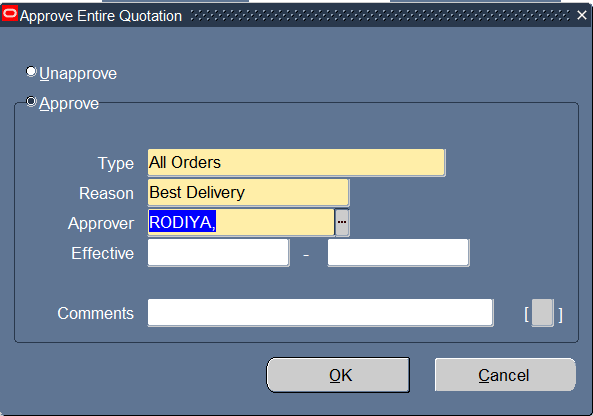 Approve Entire Quotation
Unapprove
Approve
Type All Orders
Reason Best Delivery
Approver RODIYA, ...
Effective -
Comments [ ]
OK Cancel